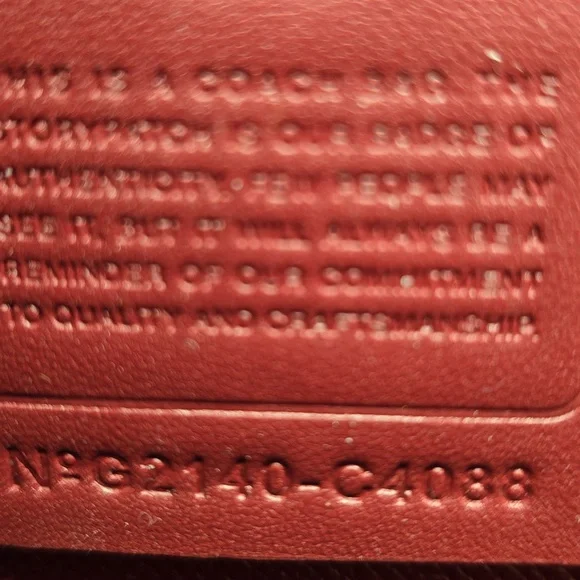 THIS IS A COACH BAG. THE
STORYPATCH IS OUR BADGE OF
AUTHENTICITY. FEW PEOPLE MAY
SEE IT, BUT IT WILL ALWAYS BE A
REMINDER OF OUR COMMITMENT
TO QUALITY AND CRAFTSMANSHIP.
Nº G2140-C4088